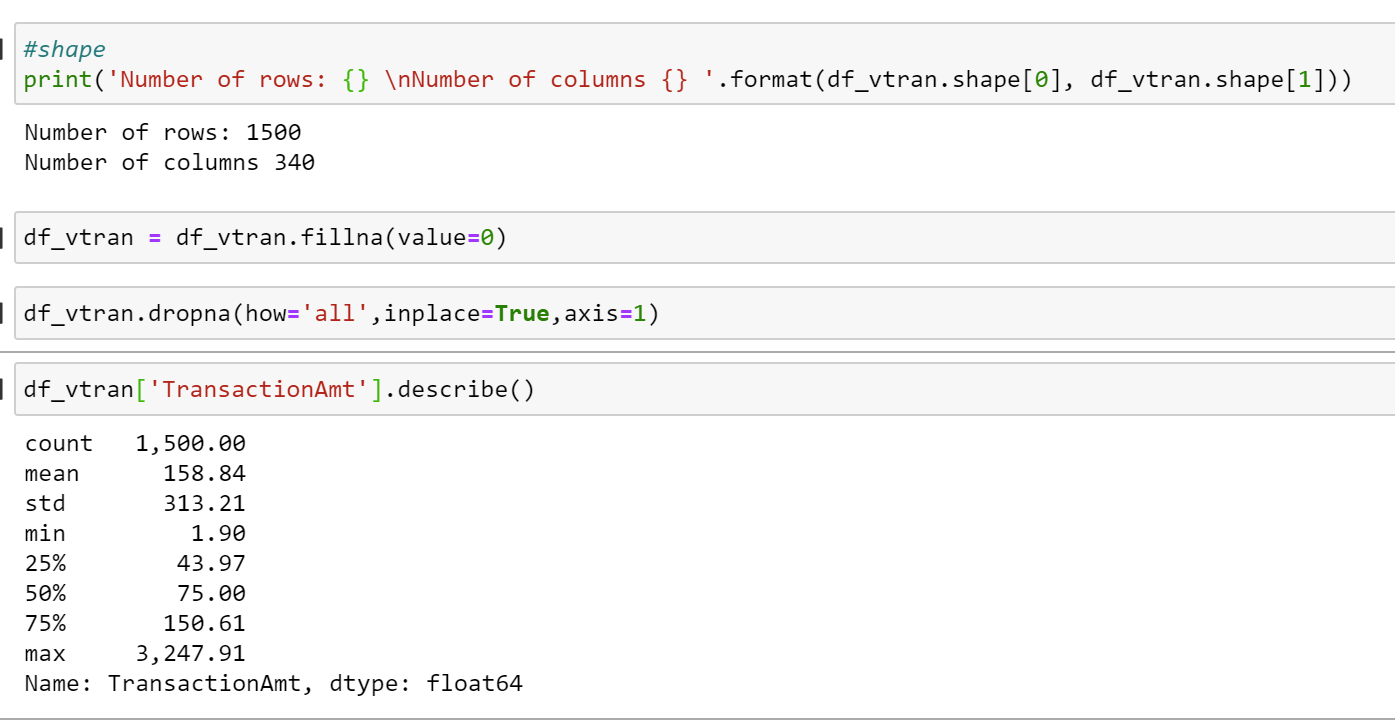 #shape
print('Number of rows: {} \nNumber of columns {} '.format(df_vtran.shape[0], df_vtran.shape[1]))
Number of rows: 1500
Number of columns 340
df_vtran = df_vtran.fillna(value=0)
df_vtran.dropna(how='all',inplace=True,axis=1)
df_vtran['TransactionAmt'].describe()
count   1,500.00
mean      158.84
std       313.21
min         1.90
25%        43.97
50%        75.00
75%       150.61
max     3,247.91
Name: TransactionAmt, dtype: float64